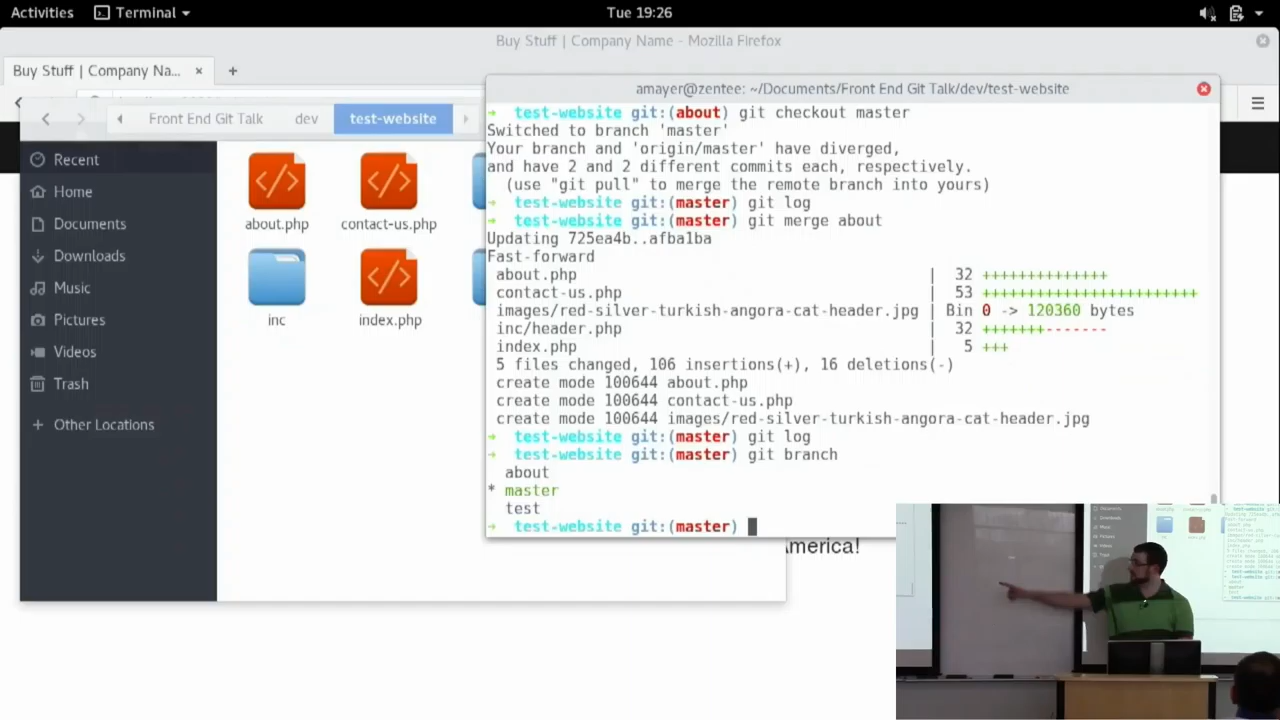 Activities Terminal Tue 19:26
Buy Stuff | Company Name - Mozilla Firefox
Buy Stuff | Company Na... × +
amayer@zentee: ~/Documents/Front End Git Talk/dev/test-website
Front End Git Talk dev test-website
Recent
Home
Documents
Downloads
Music
Pictures
Videos
Trash
+ Other Locations
about.php contact-us.php
inc index.php
→ test-website git:(about) git checkout master
Switched to branch 'master'
Your branch and 'origin/master' have diverged,
and have 2 and 2 different commits each, respectively.
(use "git pull" to merge the remote branch into yours)
→ test-website git:(master) git log
→ test-website git:(master) git merge about
Updating 725ea4b..afba1ba
Fast-forward
about.php | 32 ++++++++++++++
contact-us.php | 53 ++++++++++++++++++++++++
images/red-silver-turkish-angora-cat-header.jpg | Bin 0 -> 120360 bytes
inc/header.php | 32 +++++++-------
index.php | 5 +++
5 files changed, 106 insertions(+), 16 deletions(-)
create mode 100644 about.php
create mode 100644 contact-us.php
create mode 100644 images/red-silver-turkish-angora-cat-header.jpg
→ test-website git:(master) git log
→ test-website git:(master) git branch
about
* master
test
→ test-website git:(master)
America!